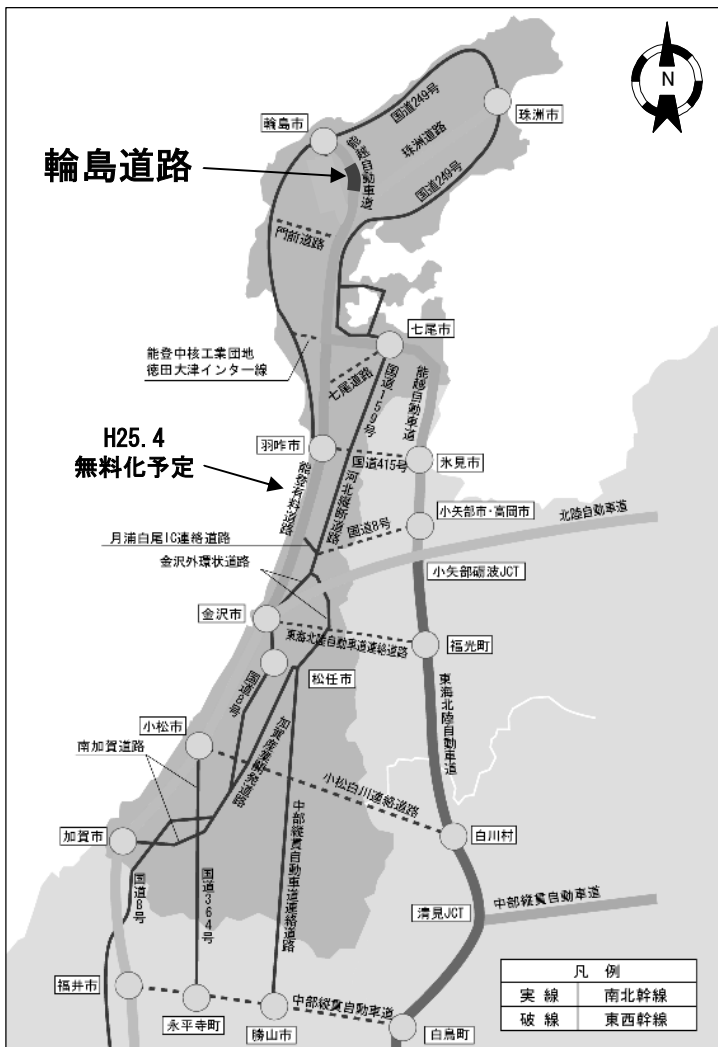 N
国道249号
珠洲市
輪島市
珠洲道路
能越自動車道
輪島道路
国道249号
門前道路
七尾市
能登中核工業団地
徳田大津インター線
七尾道路
国道159号
能越自動車道
H25.4
無料化予定
羽咋市
国道415号
氷見市
能登有料道路
河北縦断道路
国道8号
小矢部市・高岡市
北陸自動車道
月浦白尾IC連絡道路
金沢外環状道路
小矢部砺波JCT
金沢市
東海北陸自動車道連絡道路
福光町
松任市
国道8号
東海北陸自動車道
小松市
南加賀道路
加賀産業開発道路
小松白川連絡道路
中部縦貫自動車道連絡道路
加賀市
白川村
国道8号
国道364号
清見JCT
中部縦貫自動車道
福井市
永平寺町
勝山市
中部縦貫自動車道
白鳥町
凡 例
実 線 南北幹線
破 線 東西幹線